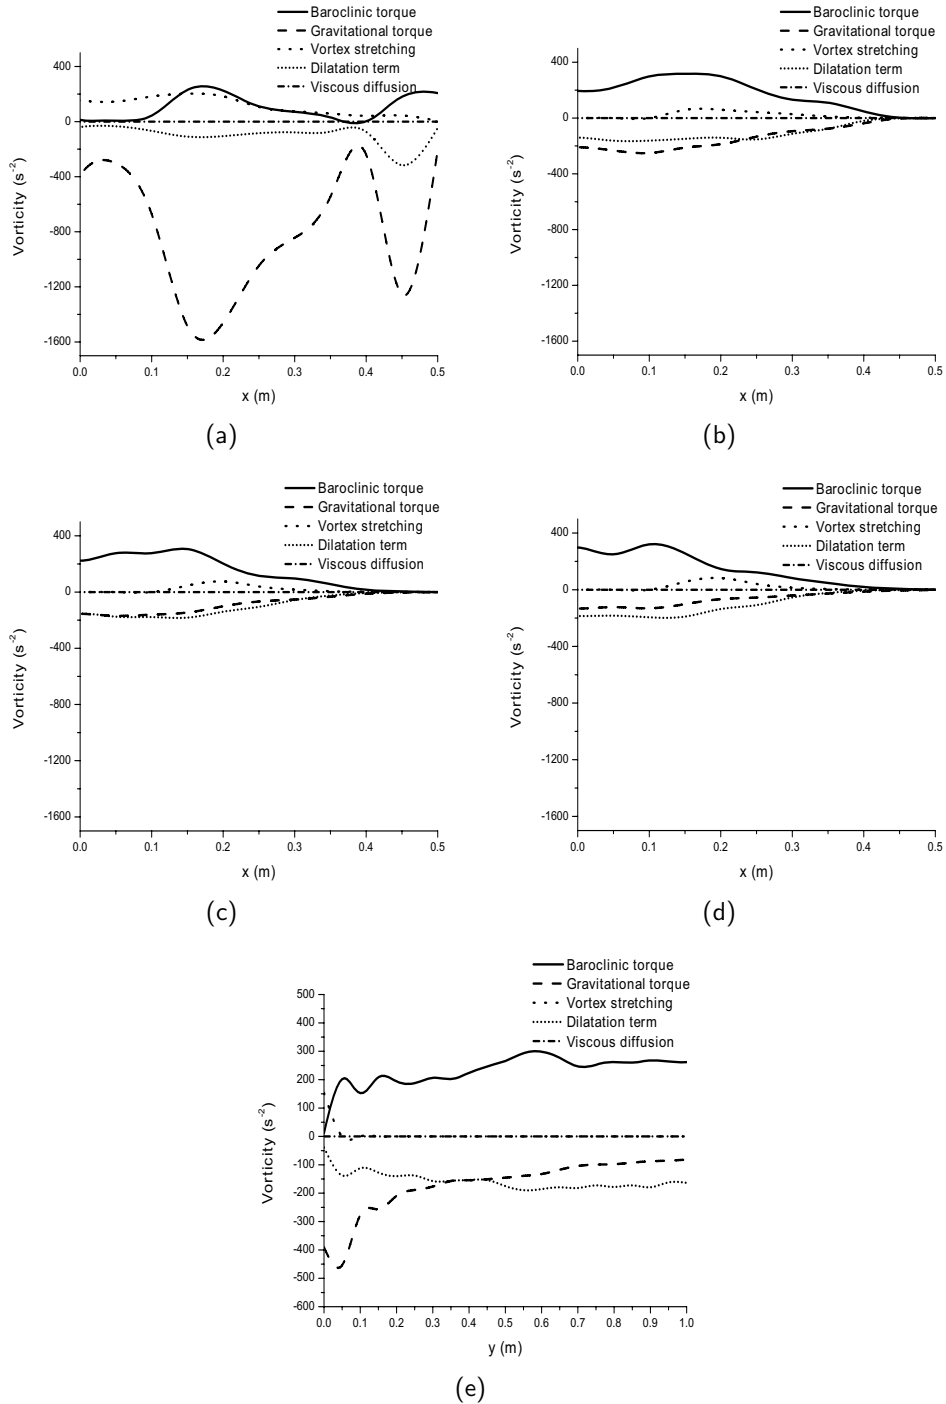 Baroclinic torque
Gravitational torque
Vortex stretching
Dilatation term
Viscous diffusion
400
0
-400
-800
-1200
-1600
Vorticity (s⁻²)
0.0 0.1 0.2 0.3 0.4 0.5
x (m)
(a)
Baroclinic torque
Gravitational torque
Vortex stretching
Dilatation term
Viscous diffusion
400
0
-400
-800
-1200
-1600
Vorticity (s⁻²)
0.0 0.1 0.2 0.3 0.4 0.5
x (m)
(b)
Baroclinic torque
Gravitational torque
Vortex stretching
Dilatation term
Viscous diffusion
400
0
-400
-800
-1200
-1600
Vorticity (s⁻²)
0.0 0.1 0.2 0.3 0.4 0.5
x (m)
(c)
Baroclinic torque
Gravitational torque
Vortex stretching
Dilatation term
Viscous diffusion
400
0
-400
-800
-1200
-1600
Vorticity (s⁻²)
0.0 0.1 0.2 0.3 0.4 0.5
x (m)
(d)
Baroclinic torque
Gravitational torque
Vortex stretching
Dilatation term
Viscous diffusion
500
400
300
200
100
0
-100
-200
-300
-400
-500
-600
Vorticity (s⁻²)
0.0 0.1 0.2 0.3 0.4 0.5 0.6 0.7 0.8 0.9 1.0
y (m)
(e)